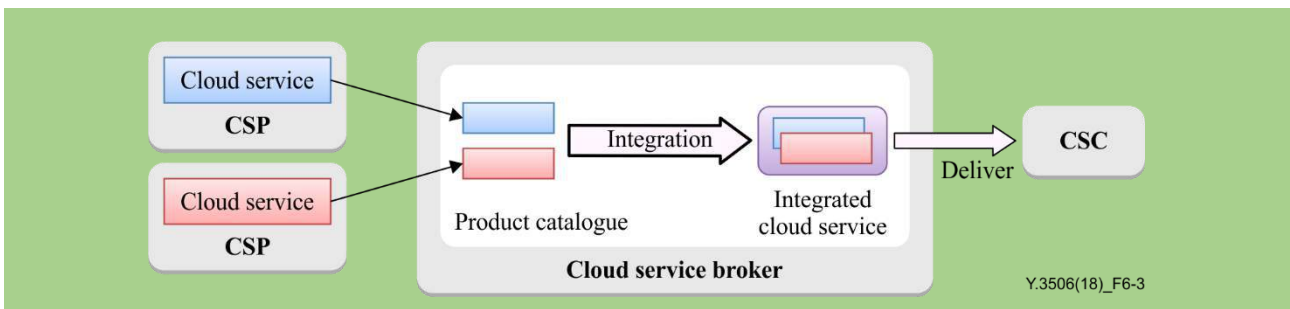 Cloud service
CSP
Cloud service
CSP
Product catalogue
Integration
Integrated
cloud service
Cloud service broker
Deliver
CSC
Y.3506(18)_F6-3